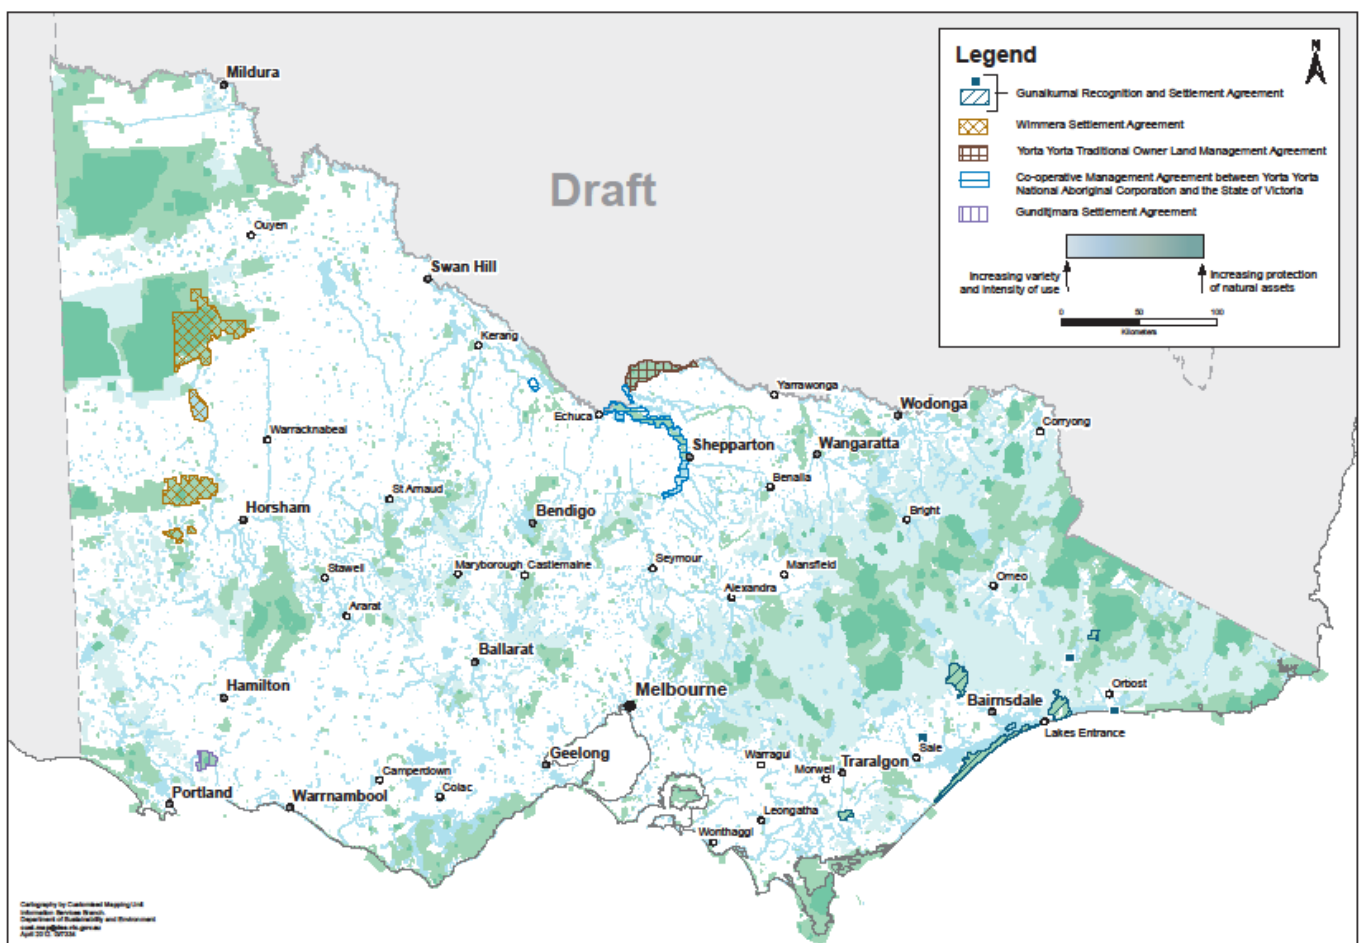 Legend
N
Gunaikurnai Recognition and Settlement Agreement
Wimmera Settlement Agreement
Yorta Yorta Traditional Owner Land Management Agreement
Co-operative Management Agreement between Yorta Yorta
National Aboriginal Corporation and the State of Victoria
Gunditjmara Settlement Agreement
Increasing variety
and intensity of use
Increasing protection
of natural assets
0 50 100
Kilometers
Draft
Mildura
Ouyen
Swan Hill
Kerang
Echuca
Yarrawonga
Wodonga
Corryong
Warracknabeal
Shepparton
Wangaratta
Benalla
St Arnaud
Horsham
Bendigo
Bright
Stawell
Maryborough
Castlemaine
Seymour
Mansfield
Alexandra
Omeo
Ararat
Ballarat
Hamilton
Melbourne
Bairnsdale
Orbost
Lakes Entrance
Geelong
Warragul
Morwell
Traralgon
Sale
Portland
Warrnambool
Camperdown
Colac
Leongatha
Wonthaggi
Cartography by Customised Mapping Unit
Information Services Branch
Department of Sustainability and Environment
April 2012